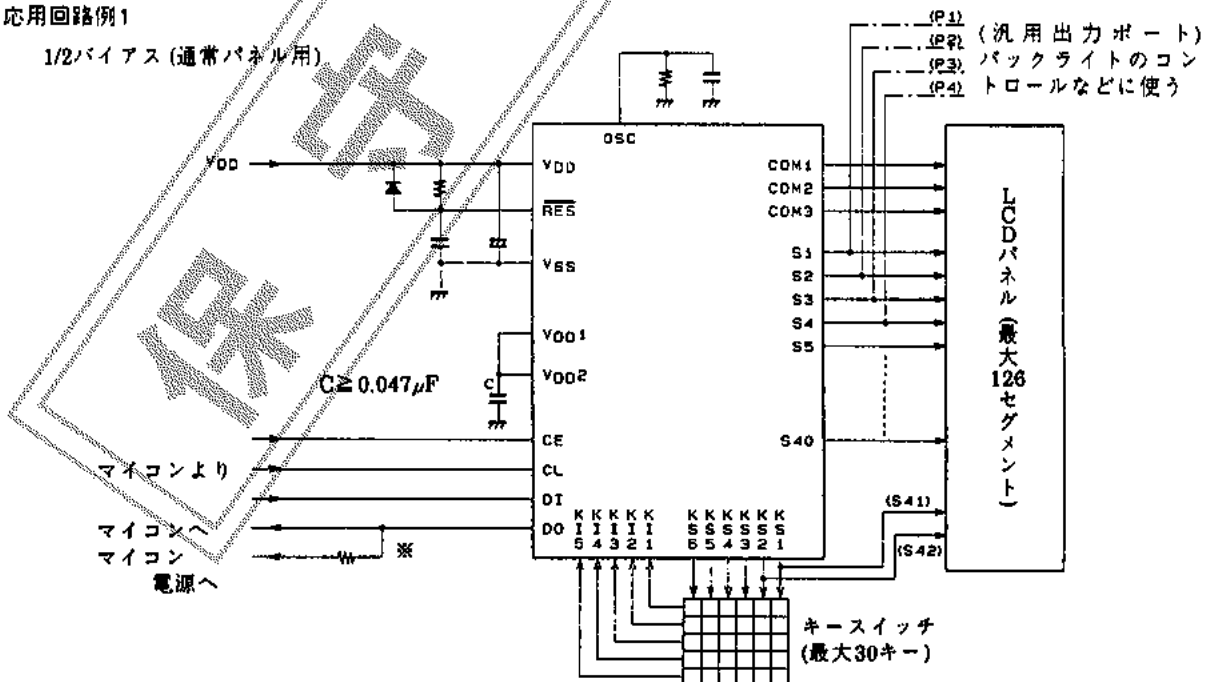 応用回路例1
1/2バイアス(通常パネル用)
(P1)
(P2)
(P3)
(P4)
(汎用出力ポート)
バックライトのコン
トロールなどに使う
OSC
VDD
VDD
RES
VSS
VDD1
VDD2
C≧0.047μF
C
CE
CL
DI
DO
マイコンより
マイコンへ
マイコン
電源へ
※
COM1
COM2
COM3
S1
S2
S3
S4
S5
S40
(S41)
(S42)
LCDパネル(最大126セグメント)
KI5
KI4
KI3
KI2
KI1
KS6
KS5
KS4
KS3
KS2
KS1
キースイッチ
(最大30キー)
保守